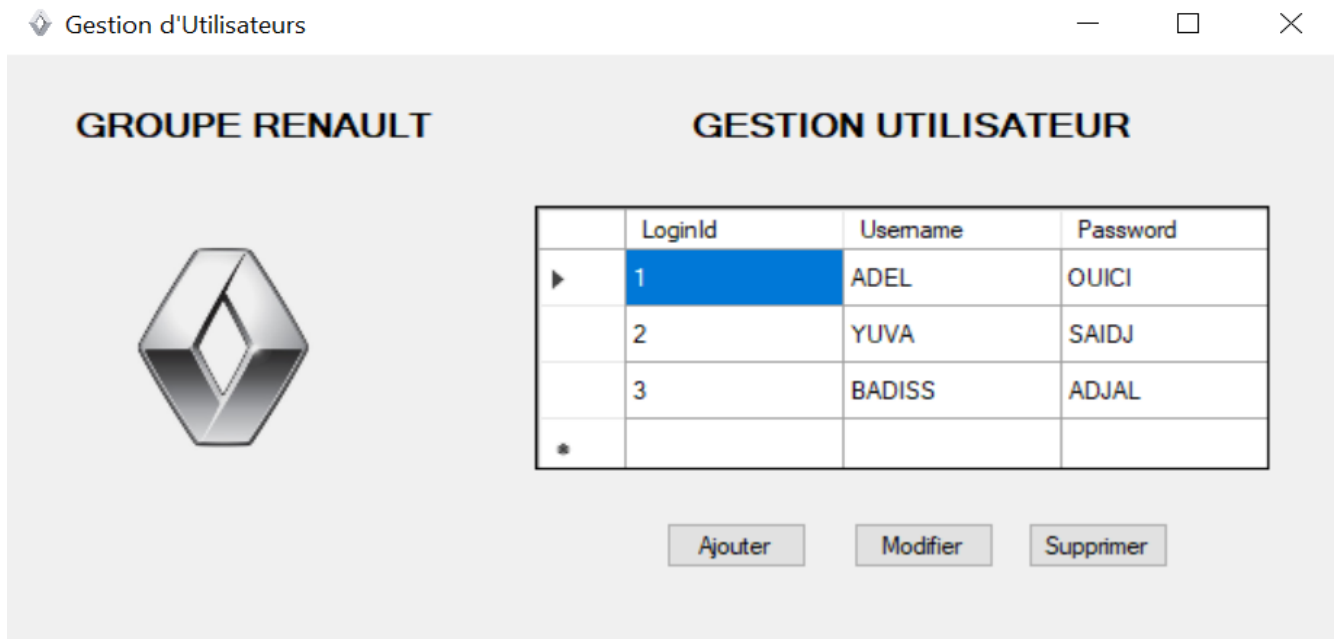 Gestion d'Utilisateurs
GROUPE RENAULT
GESTION UTILISATEUR
LoginId Username Password
1 ADEL OUICI
2 YUVA SAIDJ
3 BADISS ADJAL
Ajouter Modifier Supprimer